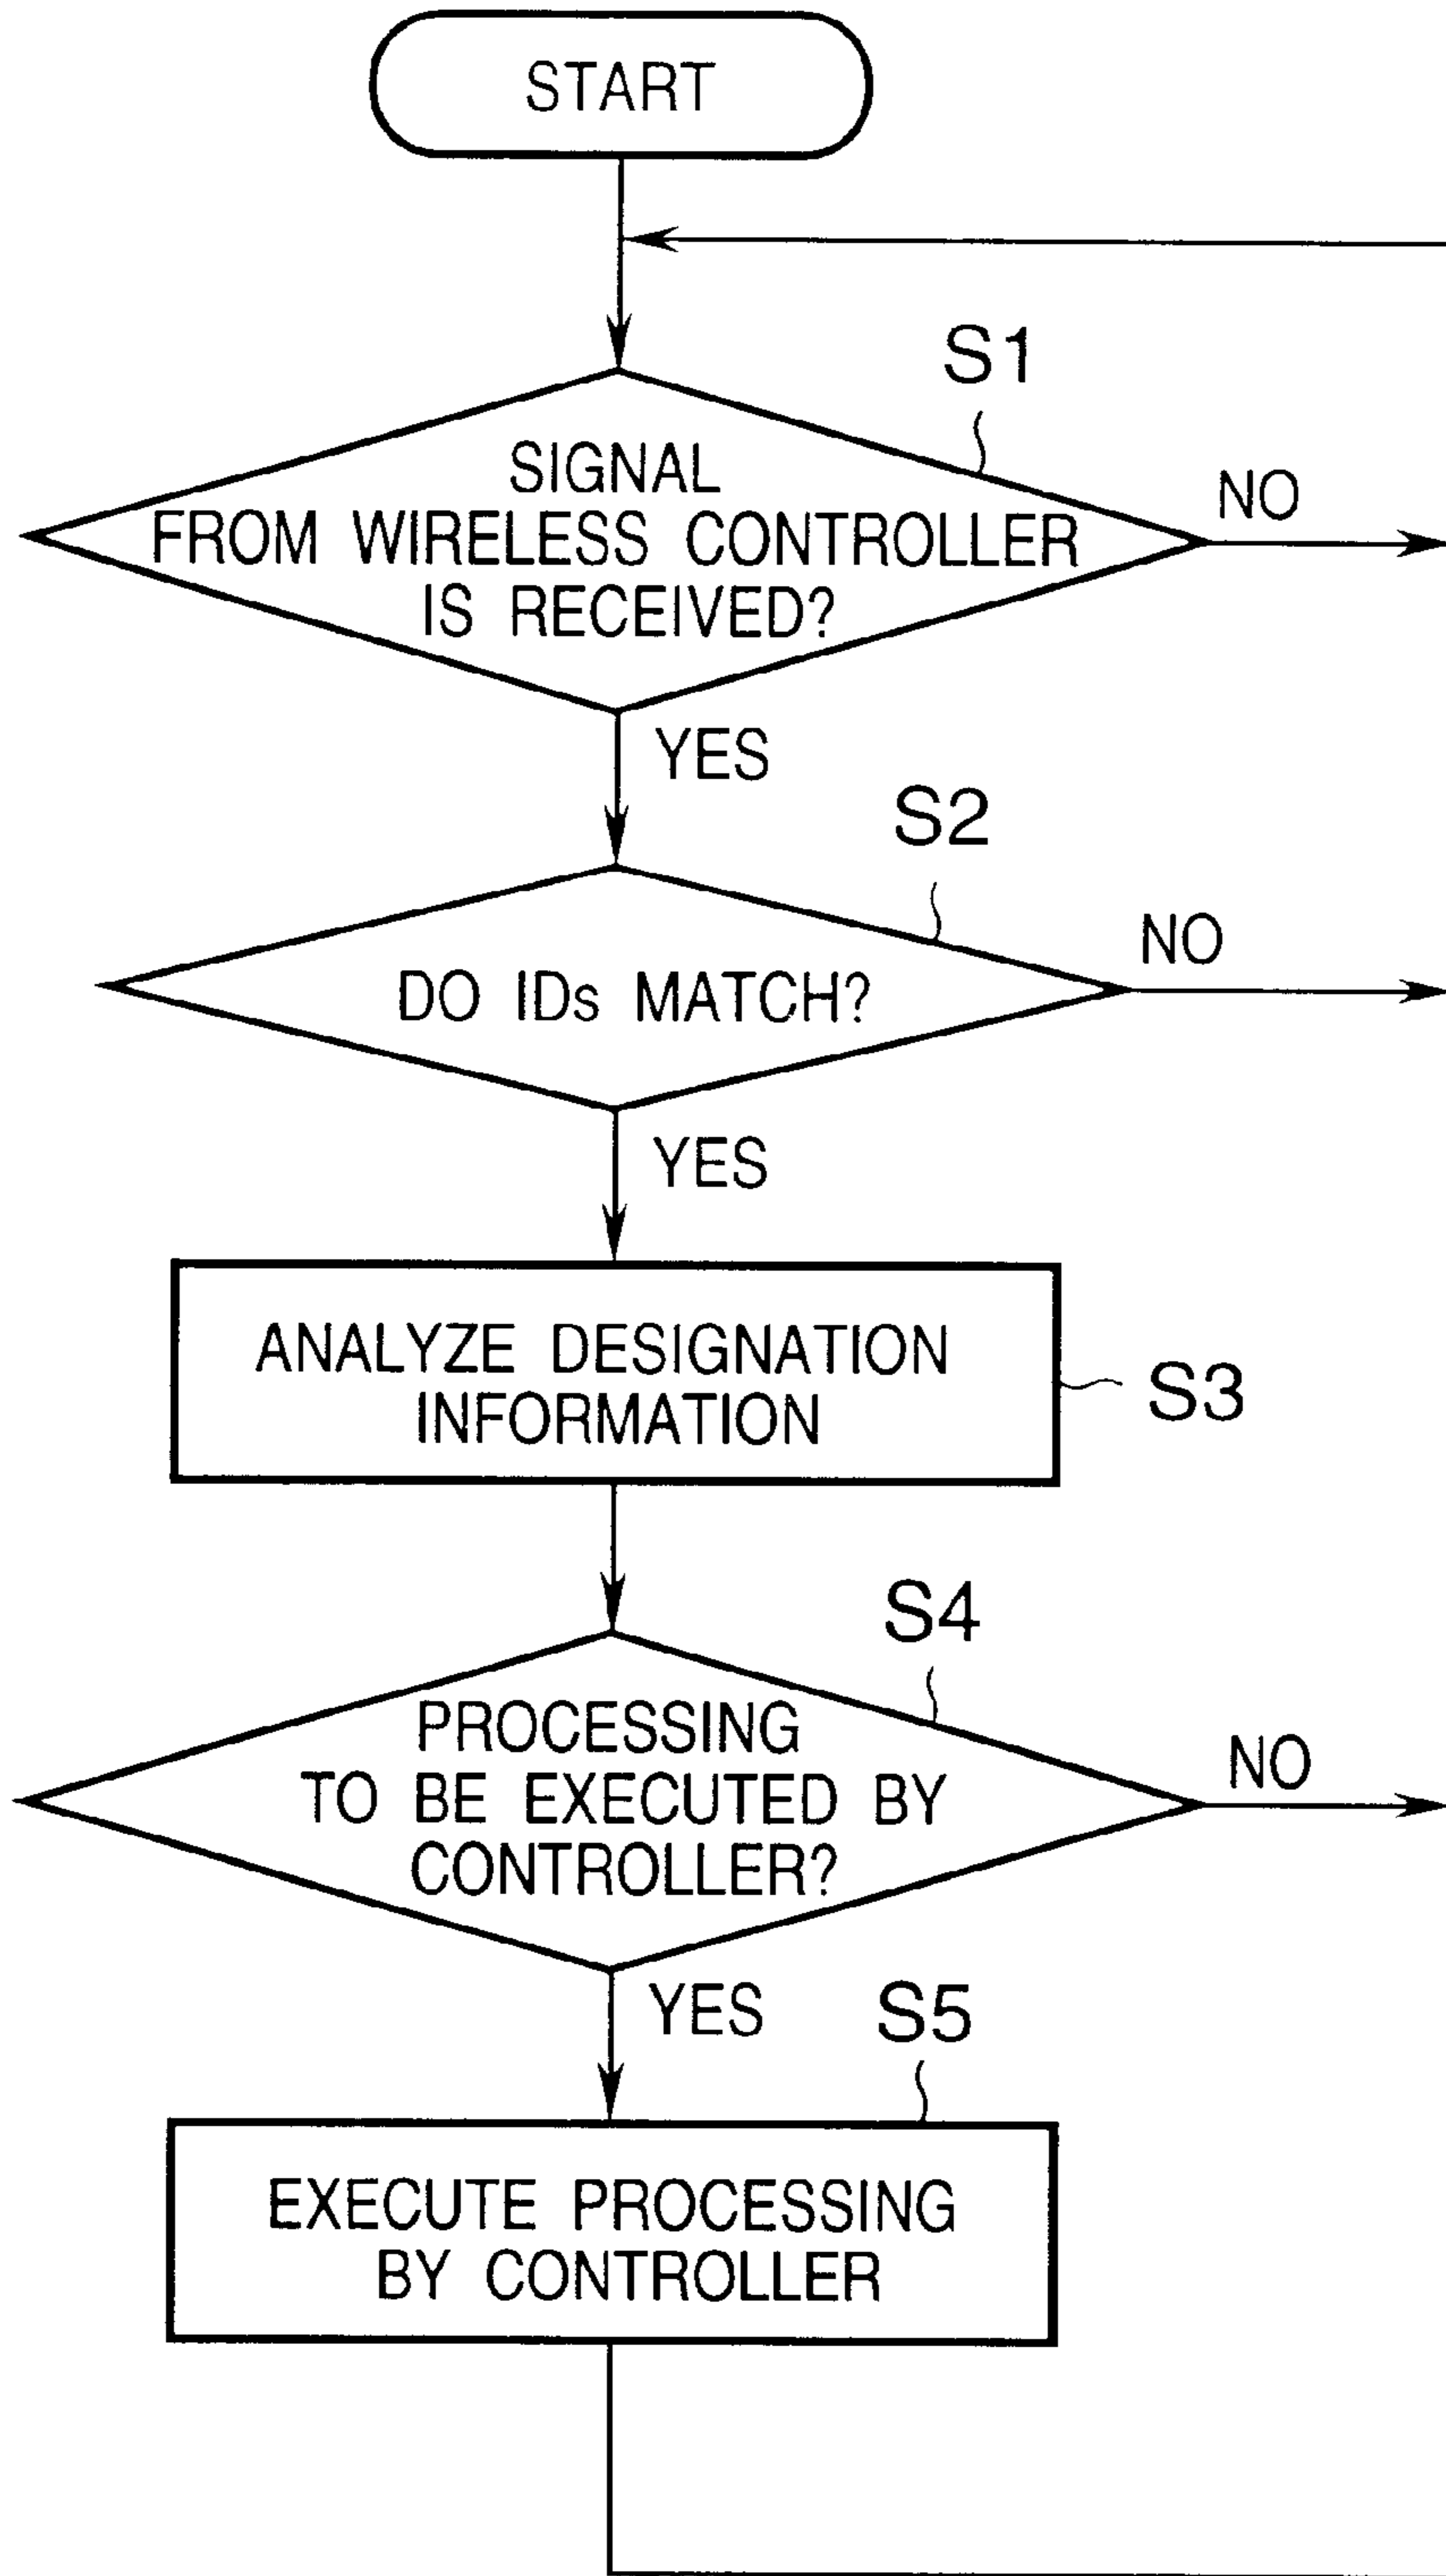 START
S1
SIGNAL
FROM WIRELESS CONTROLLER
IS RECEIVED?
NO
YES
S2
DO IDs MATCH?
NO
YES
ANALYZE DESIGNATION
INFORMATION
S3
S4
PROCESSING
TO BE EXECUTED BY
CONTROLLER?
NO
YES
S5
EXECUTE PROCESSING
BY CONTROLLER